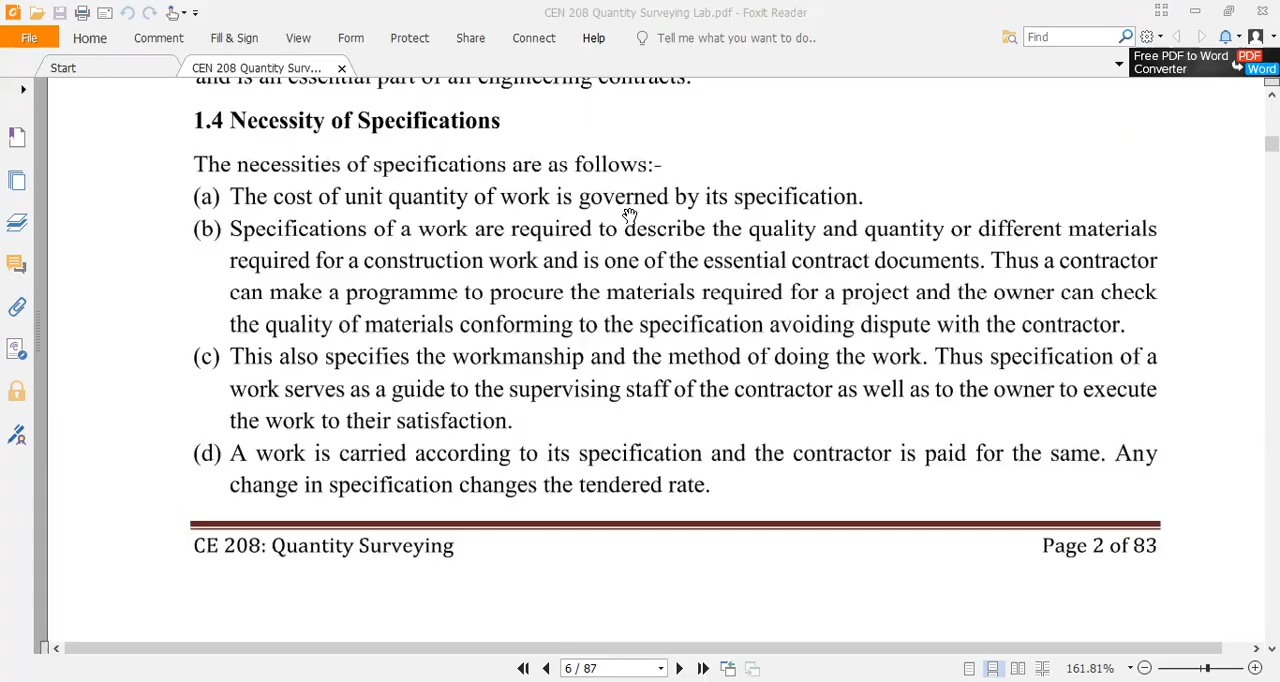 CEN 208 Quantity Surveying Lab.pdf - Foxit Reader
File Home Comment Fill & Sign View Form Protect Share Connect Help Tell me what you want to do.. Find
Start CEN 208 Quantity Surv... Free PDF to Word Converter PDF Word
and is an essential part of all engineering contracts.
1.4 Necessity of Specifications
The necessities of specifications are as follows:-
(a) The cost of unit quantity of work is governed by its specification.
(b) Specifications of a work are required to describe the quality and quantity or different materials
required for a construction work and is one of the essential contract documents. Thus a contractor
can make a programme to procure the materials required for a project and the owner can check
the quality of materials conforming to the specification avoiding dispute with the contractor.
(c) This also specifies the workmanship and the method of doing the work. Thus specification of a
work serves as a guide to the supervising staff of the contractor as well as to the owner to execute
the work to their satisfaction.
(d) A work is carried according to its specification and the contractor is paid for the same. Any
change in specification changes the tendered rate.
CE 208: Quantity Surveying Page 2 of 83
6 / 87 161.81%